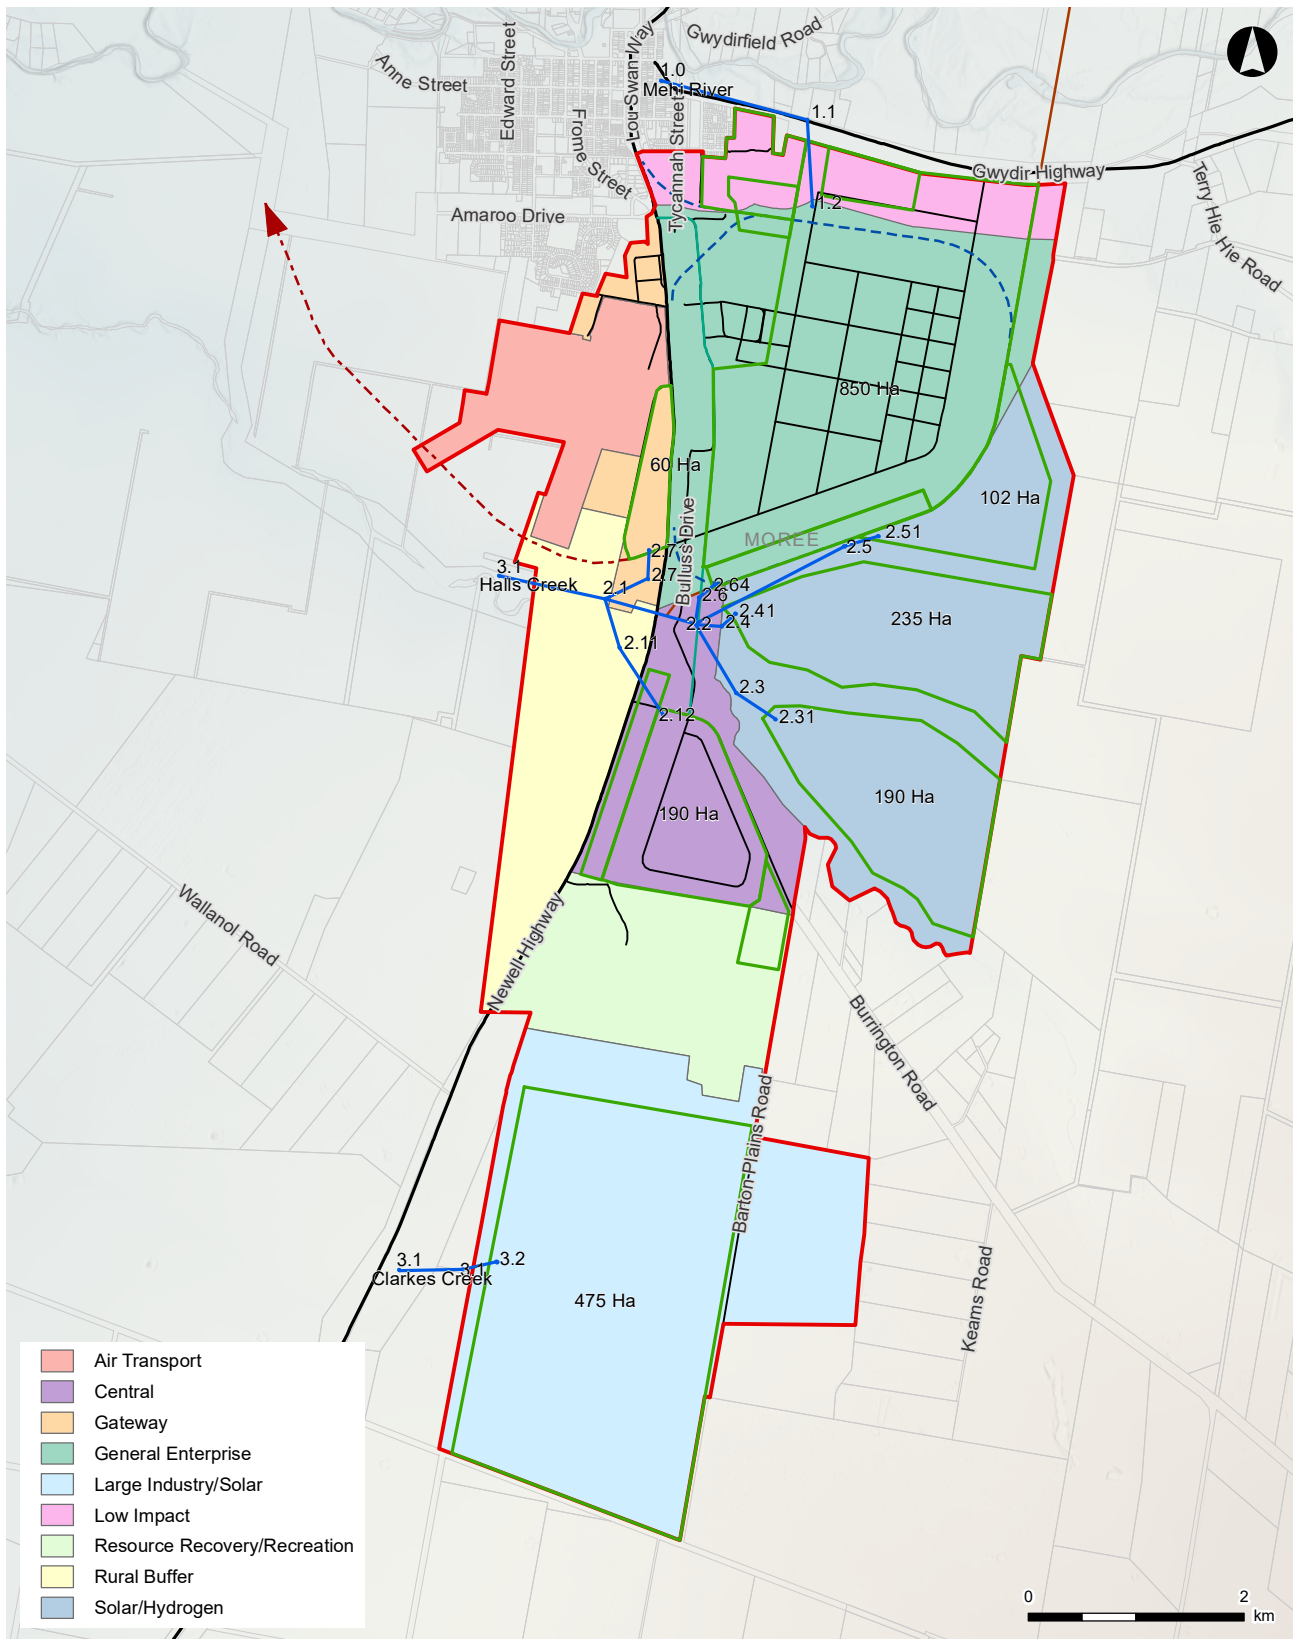 Gwydirfield Road
Lou Swan Way
Edward Street
Anne Street
1.0
Mehi River
1.1
Frome Street
Tycannah Street
Gwydir Highway
Terry Hie Hie Road
1.2
Amaroo Drive
850 Ha
60 Ha
102 Ha
Bulluss Drive
MOREE
2.51
2.5
2.7
3.1
Halls Creek
2.1
2.7
2.64
2.6
2.41
2.2
2.4
235 Ha
2.11
2.3
2.12
2.31
190 Ha
190 Ha
Wallanol Road
Newell Highway
Burrington Road
Barton Plains Road
Keams Road
3.1
3.1
3.2
Clarkes Creek
475 Ha
Air Transport
Central
Gateway
General Enterprise
Large Industry/Solar
Low Impact
Resource Recovery/Recreation
Rural Buffer
Solar/Hydrogen
0 2
km